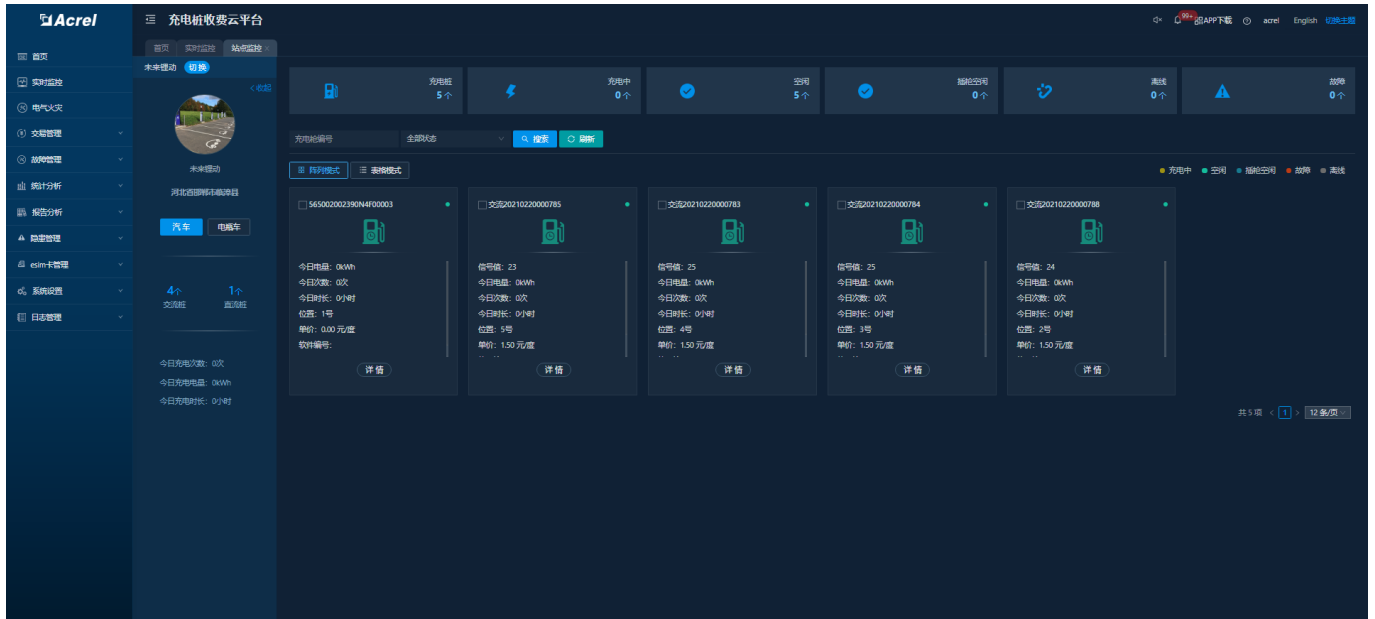 Acrel
充电桩收费云平台
99+
APP下载
acrel
English
切换主题
首页
实时监控
站点监控
首页
实时监控
电气火灾
交易管理
故障管理
统计分析
报告分析
隐患管理
esim卡管理
系统设置
日志管理
未来锂动 切换
收起
未来锂动
河北省邯郸市临漳县
汽车 电瓶车
4个 1个
交流桩 直流桩
今日充电次数: 0次
今日充电电量: 0kWh
今日充电时长: 0小时
充电桩
5个
充电中
0个
空闲
5个
插枪空闲
0个
离线
0个
故障
0个
充电枪编号 全部状态 搜索 刷新
阵列模式 表格模式
充电中 空闲 插枪空闲 故障 离线
565002002390N4F00003
今日电量: 0kWh
今日次数: 0次
今日时长: 0小时
位置: 1号
单价: 0.00 元/度
软件编号:
详情
交流20210220000785
信号值: 23
今日电量: 0kWh
今日次数: 0次
今日时长: 0小时
位置: 5号
单价: 1.50 元/度
详情
交流20210220000783
信号值: 25
今日电量: 0kWh
今日次数: 0次
今日时长: 0小时
位置: 4号
单价: 1.50 元/度
详情
交流20210220000784
信号值: 25
今日电量: 0kWh
今日次数: 0次
今日时长: 0小时
位置: 3号
单价: 1.50 元/度
详情
交流20210220000788
信号值: 24
今日电量: 0kWh
今日次数: 0次
今日时长: 0小时
位置: 2号
单价: 1.50 元/度
详情
共 5 项 < 1 > 12 条/页